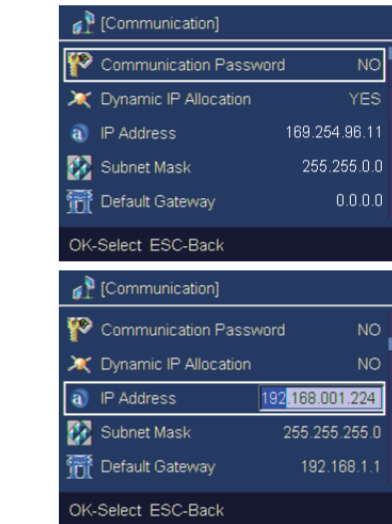 [Communication]
Communication Password NO
Dynamic IP Allocation YES
a IP Address 169.254.96.11
Subnet Mask 255.255.0.0
Default Gateway 0.0.0.0
OK-Select ESC-Back
[Communication]
Communication Password NO
Dynamic IP Allocation NO
a IP Address 192.168.001.224
Subnet Mask 255.255.255.0
Default Gateway 192.168.1.1
OK-Select ESC-Back